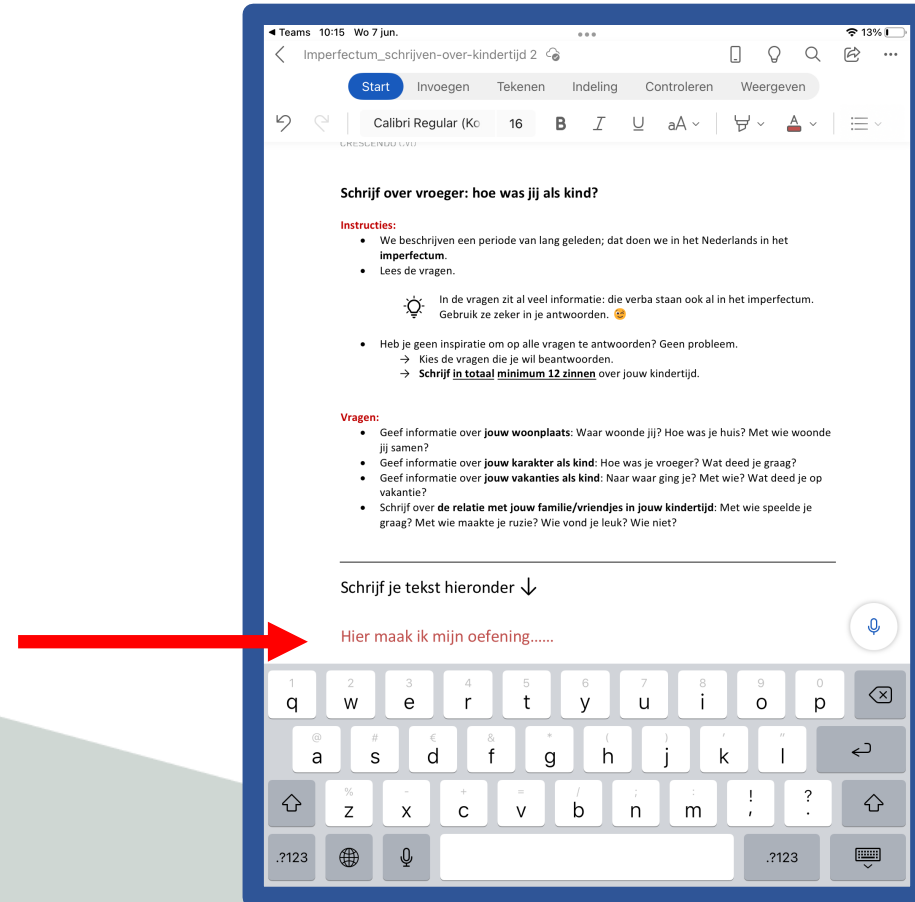 ◄ Teams 10:15 Wo 7 jun. 13%
Imperfectum_schrijven-over-kindertijd 2
Start Invoegen Tekenen Indeling Controleren Weergeven
Calibri Regular (Ko 16 B I U aA A
CRESCENDO CVO
Schrijf over vroeger: hoe was jij als kind?
Instructies:
• We beschrijven een periode van lang geleden; dat doen we in het Nederlands in het
imperfectum.
• Lees de vragen.
In de vragen zit al veel informatie: die verba staan ook al in het imperfectum.
Gebruik ze zeker in je antwoorden. 😉
• Heb je geen inspiratie om op alle vragen te antwoorden? Geen probleem.
→ Kies de vragen die je wil beantwoorden.
→ Schrijf in totaal minimum 12 zinnen over jouw kindertijd.
Vragen:
• Geef informatie over jouw woonplaats: Waar woonde jij? Hoe was je huis? Met wie woonde
jij samen?
• Geef informatie over jouw karakter als kind: Hoe was je vroeger? Wat deed je graag?
• Geef informatie over jouw vakanties als kind: Naar waar ging je? Met wie? Wat deed je op
vakantie?
• Schrijf over de relatie met jouw familie/vriendjes in jouw kindertijd: Met wie speelde je
graag? Met wie maakte je ruzie? Wie vond je leuk? Wie niet?
Schrijf je tekst hieronder ↓
Hier maak ik mijn oefening......
1 2 3 4 5 6 7 8 9 0
q w e r t y u i o p
@ # € & * ( ) ' "
a s d f g h j k l
% - + = / ; : ! ?
z x c v b n m , .
.?123 .?123